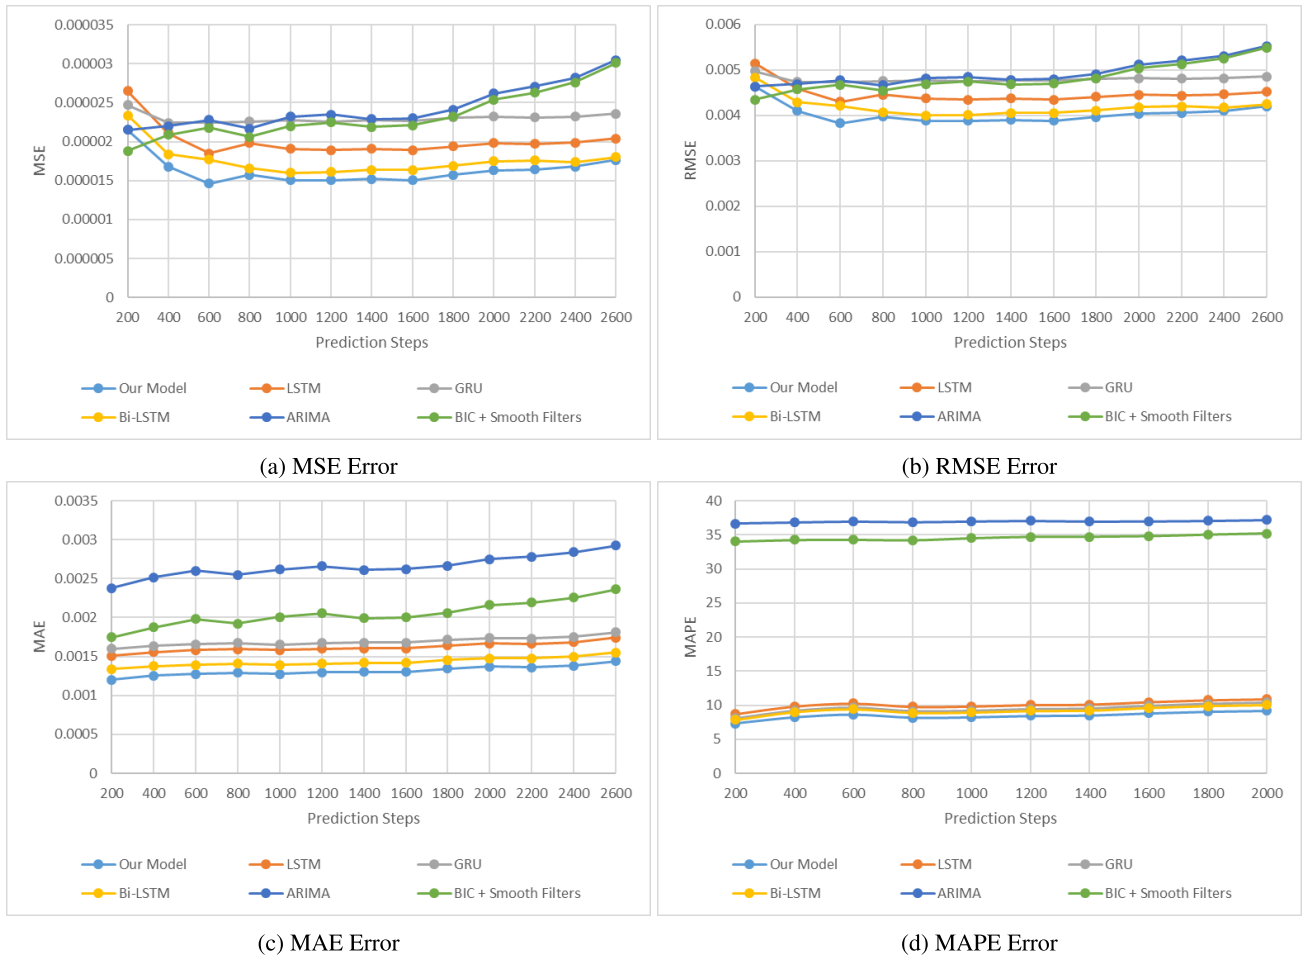 0.000035
0.00003
0.000025
0.00002
0.000015
0.00001
0.000005
0
MSE
200 400 600 800 1000 1200 1400 1600 1800 2000 2200 2400 2600
Prediction Steps
Our Model LSTM GRU
Bi-LSTM ARIMA BIC + Smooth Filters
(a) MSE Error
0.006
0.005
0.004
0.003
0.002
0.001
0
RMSE
200 400 600 800 1000 1200 1400 1600 1800 2000 2200 2400 2600
Prediction Steps
Our Model LSTM GRU
Bi-LSTM ARIMA BIC + Smooth Filters
(b) RMSE Error
0.0035
0.003
0.0025
0.002
0.0015
0.001
0.0005
0
MAE
200 400 600 800 1000 1200 1400 1600 1800 2000 2200 2400 2600
Prediction Steps
Our Model LSTM GRU
Bi-LSTM ARIMA BIC + Smooth Filters
(c) MAE Error
40
35
30
25
20
15
10
5
0
MAPE
200 400 600 800 1000 1200 1400 1600 1800 2000
Prediction Steps
Our Model LSTM GRU
Bi-LSTM ARIMA BIC + Smooth Filters
(d) MAPE Error